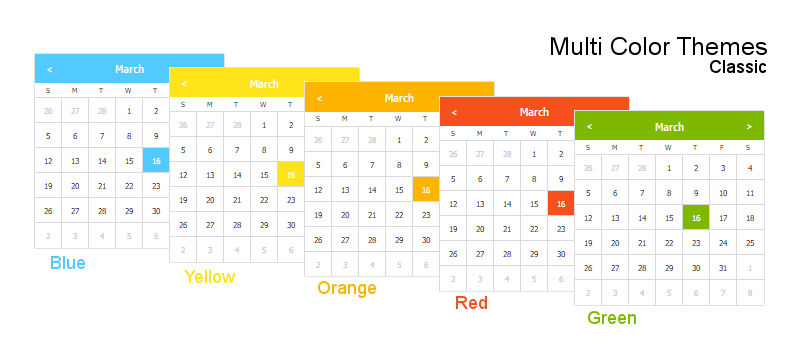 Multi Color Themes
Classic
< March
S M T W T
26 27 28 1 2
5 6 7 8 9
12 13 14 15 16
19 20 21 22 23
26 27 28 29 30
2 3 4 5 6
Blue
< March
S M T W T
26 27 28 1 2
5 6 7 8 9
12 13 14 15 16
19 20 21 22 23
26 27 28 29 30
2 3 4 5 6
Yellow
< March
S M T W T
26 27 28 1 2
5 6 7 8 9
12 13 14 15 16
19 20 21 22 23
26 27 28 29 30
2 3 4 5 6
Orange
< March
S M T W T
26 27 28 1 2
5 6 7 8 9
12 13 14 15 16
19 20 21 22 23
26 27 28 29 30
2 3 4 5 6
Red
< March >
S M T W T F S
26 27 28 1 2 3 4
5 6 7 8 9 10 11
12 13 14 15 16 17 18
19 20 21 22 23 24 25
26 27 28 29 30 31 1
2 3 4 5 6 7 8
Green